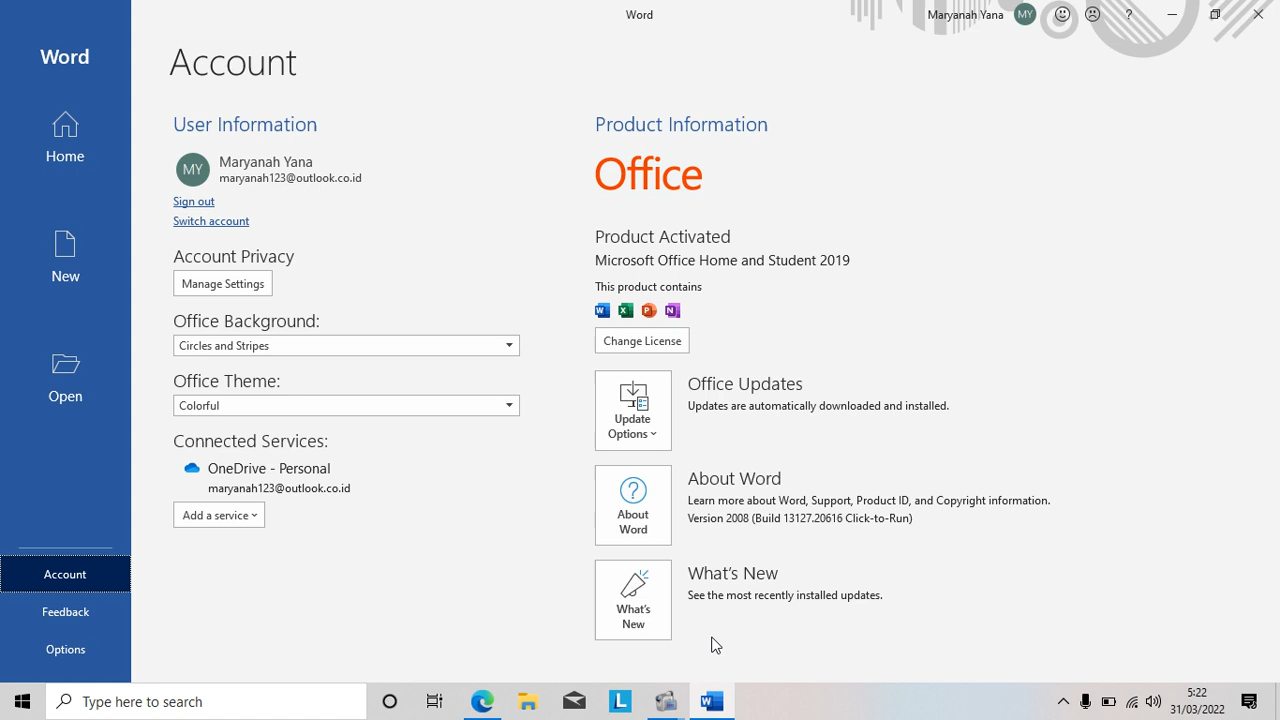 Word
Maryanah Yana
MY
?
Word
Home
New
Open
Account
Feedback
Options
Account
User Information
MY
Maryanah Yana
maryanah123@outlook.co.id
Sign out
Switch account
Account Privacy
Manage Settings
Office Background:
Circles and Stripes
Office Theme:
Colorful
Connected Services:
OneDrive - Personal
maryanah123@outlook.co.id
Add a service
Product Information
Office
Product Activated
Microsoft Office Home and Student 2019
This product contains
W X P N
Change License
Update
Options
Office Updates
Updates are automatically downloaded and installed.
About
Word
About Word
Learn more about Word, Support, Product ID, and Copyright information.
Version 2008 (Build 13127.20616 Click-to-Run)
What's
New
What's New
See the most recently installed updates.
Type here to search
L
W
5:22
31/03/2022